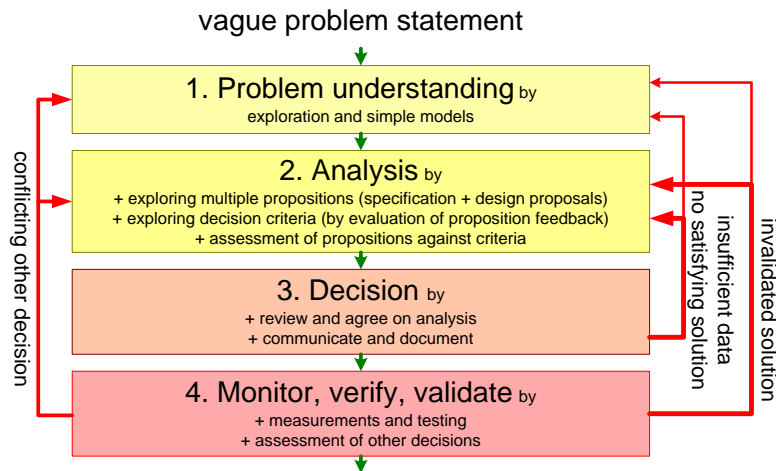 vague problem statement
1. Problem understanding by
exploration and simple models
2. Analysis by
+ exploring multiple propositions (specification + design proposals)
+ exploring decision criteria (by evaluation of proposition feedback)
+ assessment of propositions against criteria
3. Decision by
+ review and agree on analysis
+ communicate and document
4. Monitor, verify, validate by
+ measurements and testing
+ assessment of other decisions
conflicting other decision
insufficient data
no satisfying solution
invalidated solution